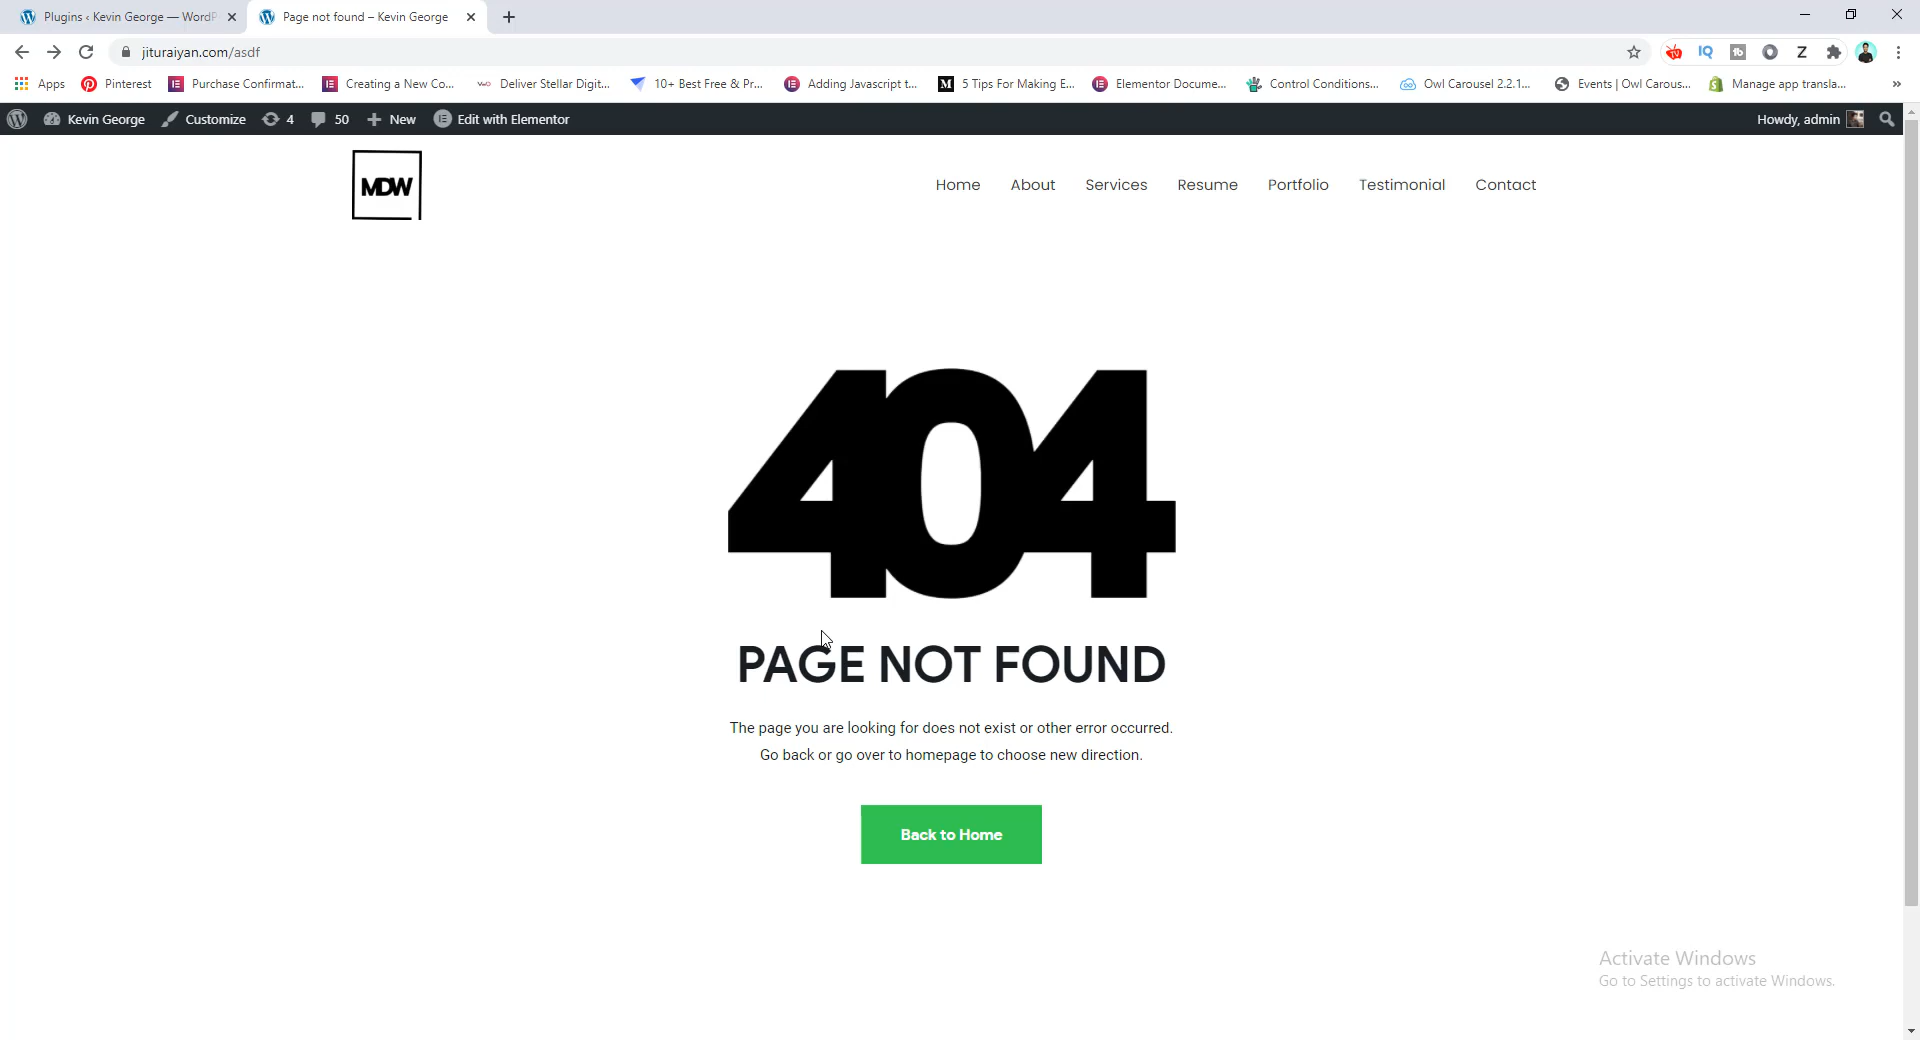 Plugins ‹ Kevin George — WordP
Page not found – Kevin George
jituraiyan.com/asdf
Apps Pinterest Purchase Confirmat... Creating a New Co... Deliver Stellar Digit... 10+ Best Free & Pr... Adding Javascript t... 5 Tips For Making E... Elementor Docume... Control Conditions... Owl Carousel 2.2.1... Events | Owl Carous... Manage app transla... »
Kevin George Customize 4 50 New Edit with Elementor Howdy, admin
MDW
Home About Services Resume Portfolio Testimonial Contact
404
PAGE NOT FOUND
The page you are looking for does not exist or other error occurred.
Go back or go over to homepage to choose new direction.
Back to Home
Activate Windows
Go to Settings to activate Windows.